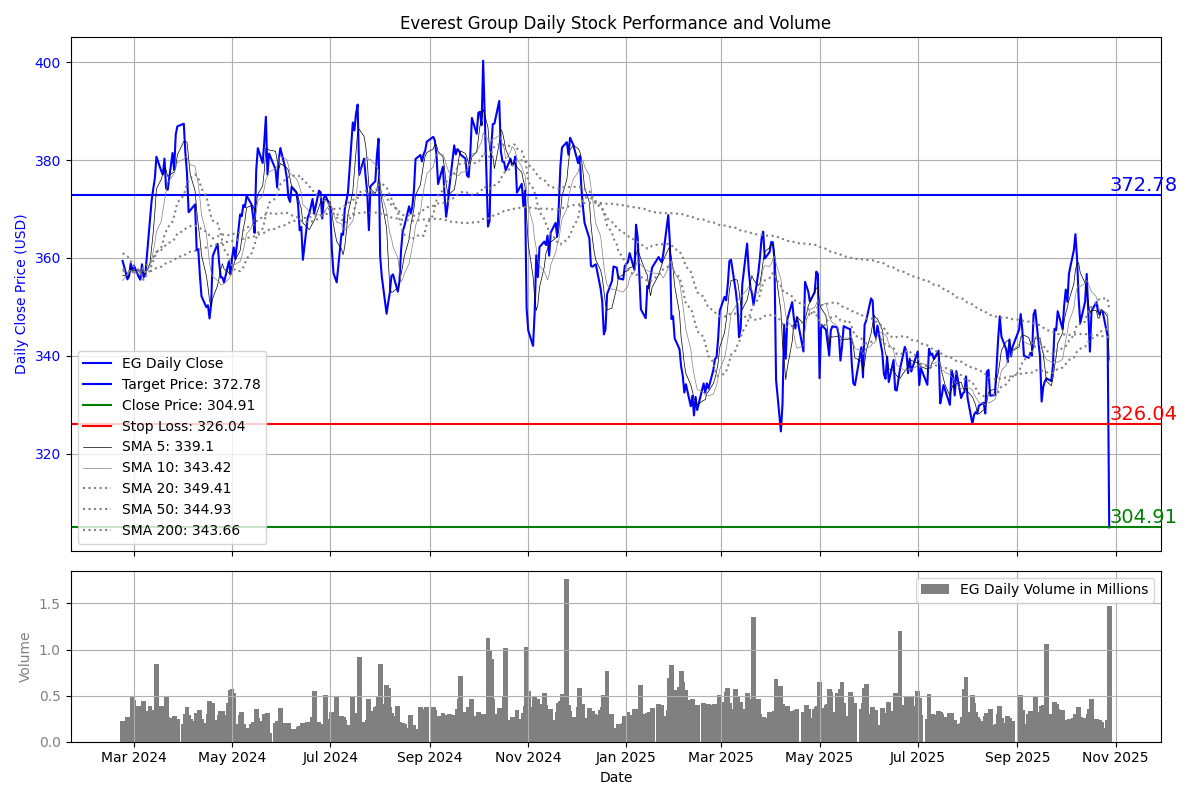 Everest Group Daily Stock Performance and Volume
Daily Close Price (USD)
400
380
360
340
320
372.78
326.04
304.91
EG Daily Close
Target Price: 372.78
Close Price: 304.91
Stop Loss: 326.04
SMA 5: 339.1
SMA 10: 343.42
SMA 20: 349.41
SMA 50: 344.93
SMA 200: 343.66
Volume
1.5
1.0
0.5
0.0
EG Daily Volume in Millions
Mar 2024 May 2024 Jul 2024 Sep 2024 Nov 2024 Jan 2025 Mar 2025 May 2025 Jul 2025 Sep 2025 Nov 2025
Date